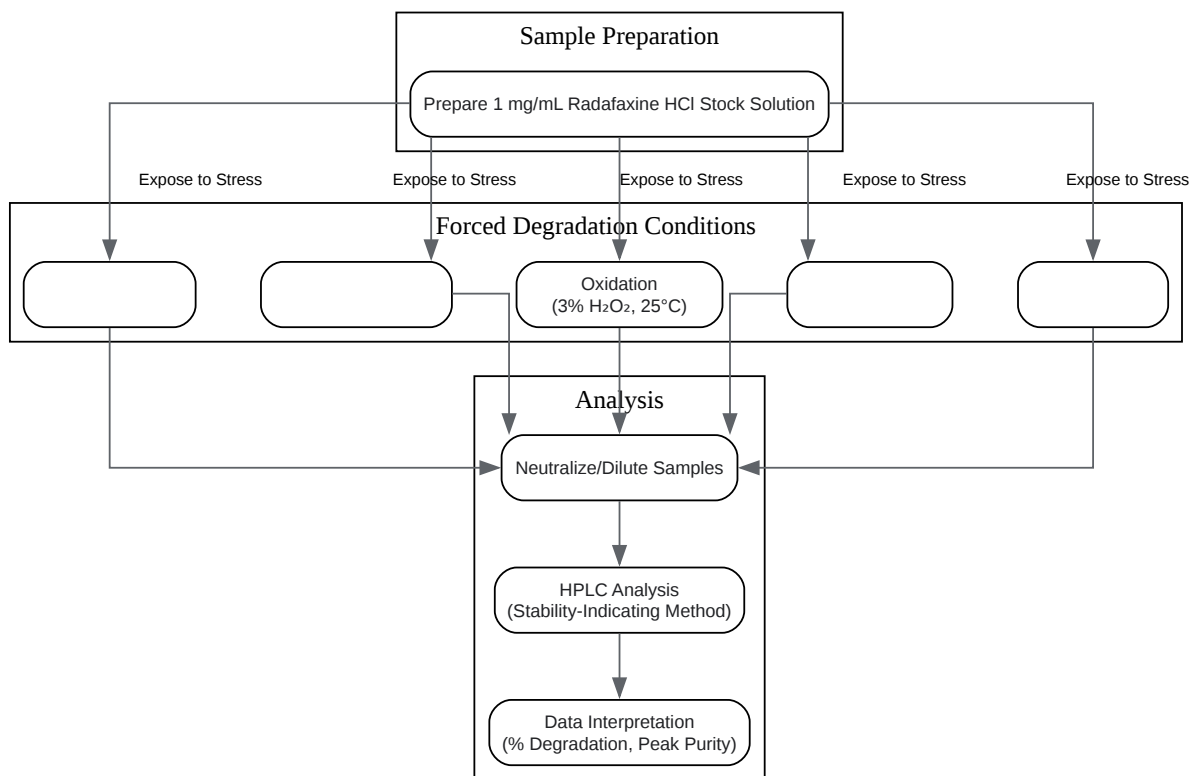 Sample Preparation
Prepare 1 mg/mL Radafaxine HCl Stock Solution
Expose to Stress
Expose to Stress
Expose to Stress
Expose to Stress
Expose to Stress
Forced Degradation Conditions
Oxidation
(3% H₂O₂, 25°C)
Analysis
Neutralize/Dilute Samples
HPLC Analysis
(Stability-Indicating Method)
Data Interpretation
(% Degradation, Peak Purity)